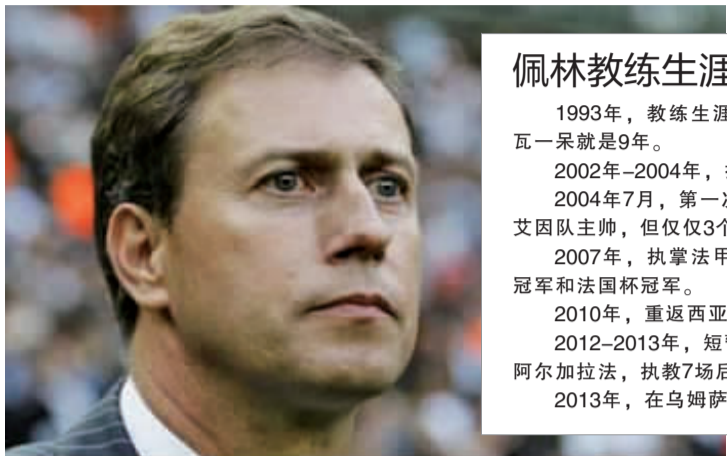 佩林教练生涯
1993年，教练生涯
瓦一呆就是9年。
2002年–2004年，
2004年7月，第一次
艾因队主帅，但仅仅3个
2007年，执掌法甲
冠军和法国杯冠军。
2010年，重返西亚
2012–2013年，短暂
阿尔加拉法，执教7场后
2013年，在乌姆萨